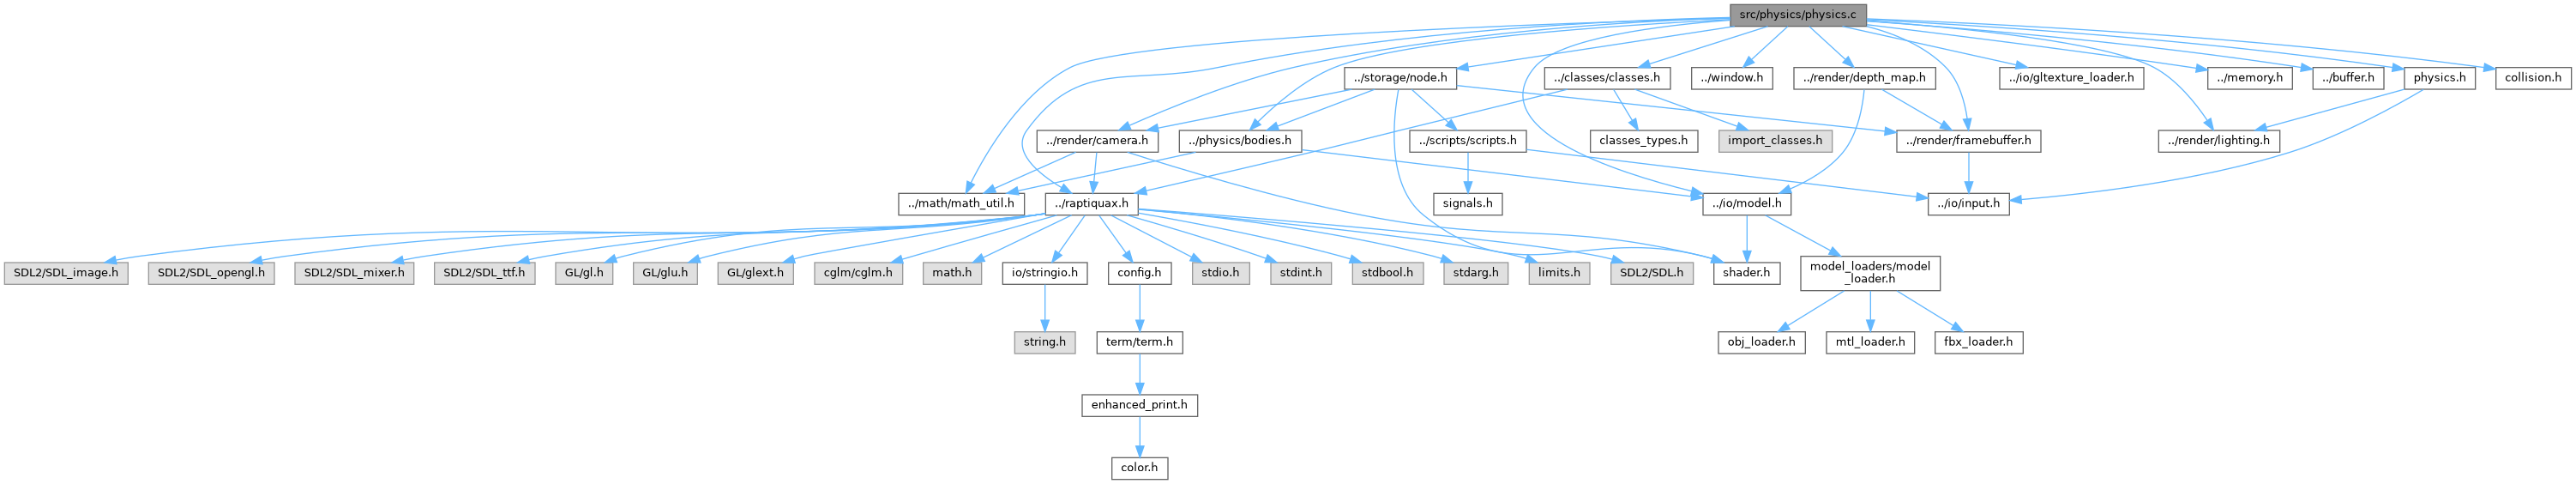 src/physics/physics.c
../storage/node.h
../classes/classes.h
../window.h
../render/depth_map.h
../io/gltexture_loader.h
../memory.h
../buffer.h
physics.h
collision.h
../render/camera.h
../physics/bodies.h
../scripts/scripts.h
classes_types.h
import_classes.h
../render/framebuffer.h
../render/lighting.h
../math/math_util.h
../raptiquax.h
signals.h
../io/model.h
../io/input.h
SDL2/SDL_image.h
SDL2/SDL_opengl.h
SDL2/SDL_mixer.h
SDL2/SDL_ttf.h
GL/gl.h
GL/glu.h
GL/glext.h
cglm/cglm.h
math.h
io/stringio.h
config.h
stdio.h
stdint.h
stdbool.h
stdarg.h
limits.h
SDL2/SDL.h
shader.h
model_loaders/model
_loader.h
string.h
term/term.h
obj_loader.h
mtl_loader.h
fbx_loader.h
enhanced_print.h
color.h